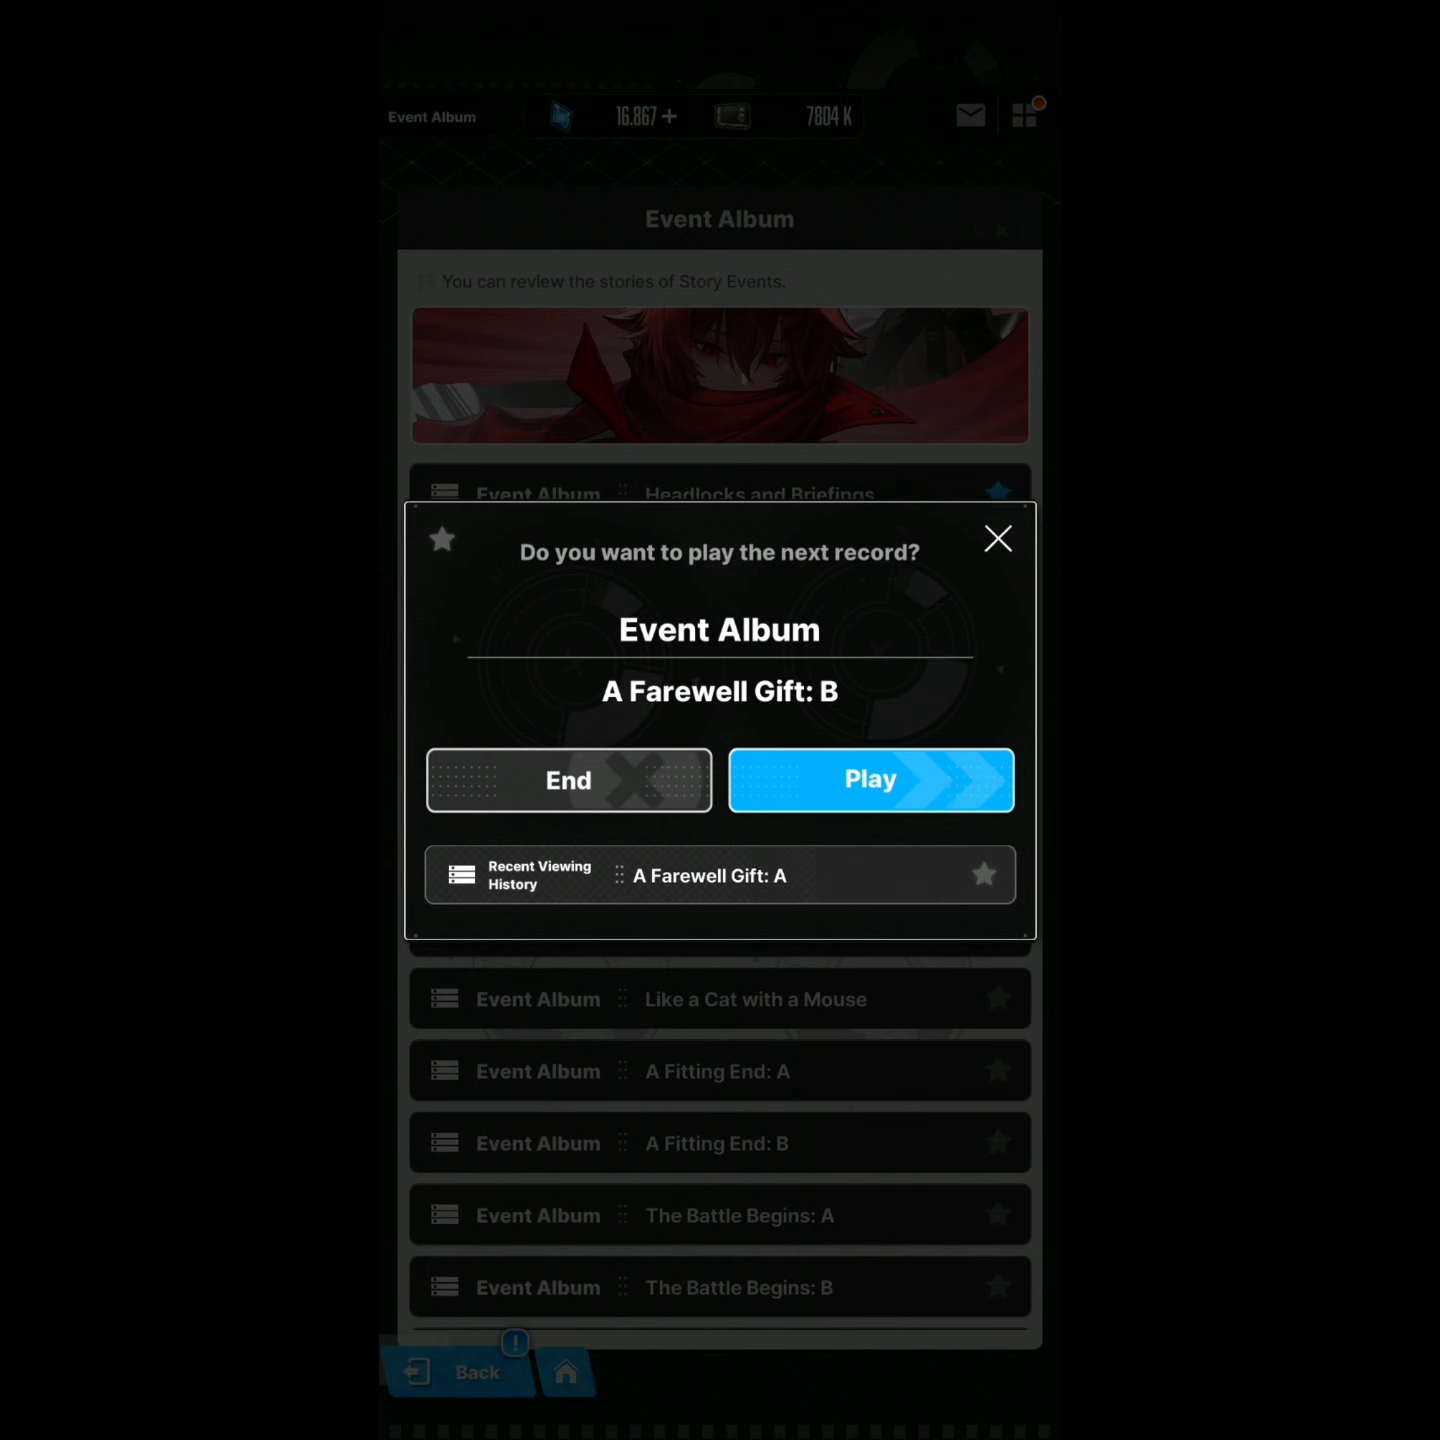 Event Album
16.867 +
7804 K
Event Album
You can review the stories of Story Events.
Event Album
Headlocks and Briefings
Do you want to play the next record?
Event Album
A Farewell Gift: B
End
Play
Recent Viewing
History
A Farewell Gift: A
Event Album
Like a Cat with a Mouse
Event Album
A Fitting End: A
Event Album
A Fitting End: B
Event Album
The Battle Begins: A
Event Album
The Battle Begins: B
!
Back